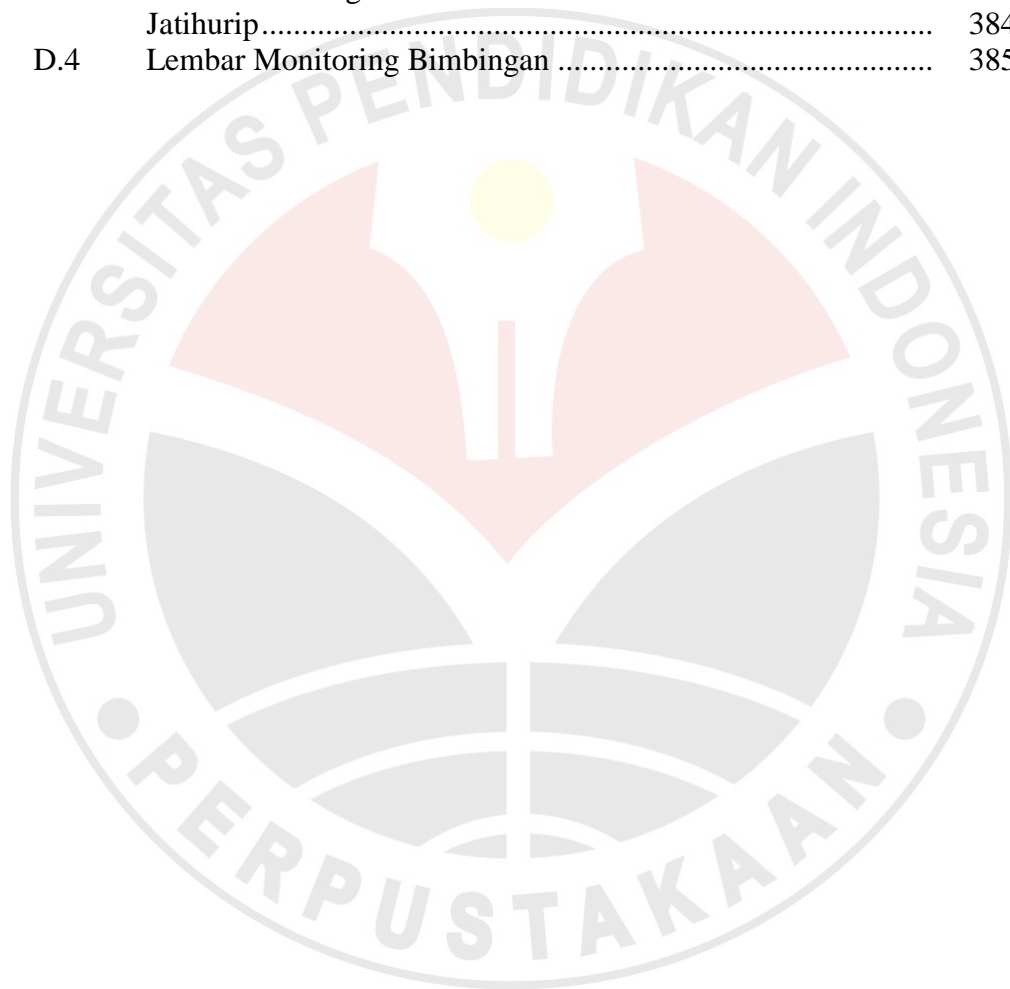 Jatihurip..................................................................................... 384
D.4 Lembar Monitoring Bimbingan ............................................... 385
UNIVERSITAS PENDIDIKAN INDONESIA
PERPUSTAKAAN